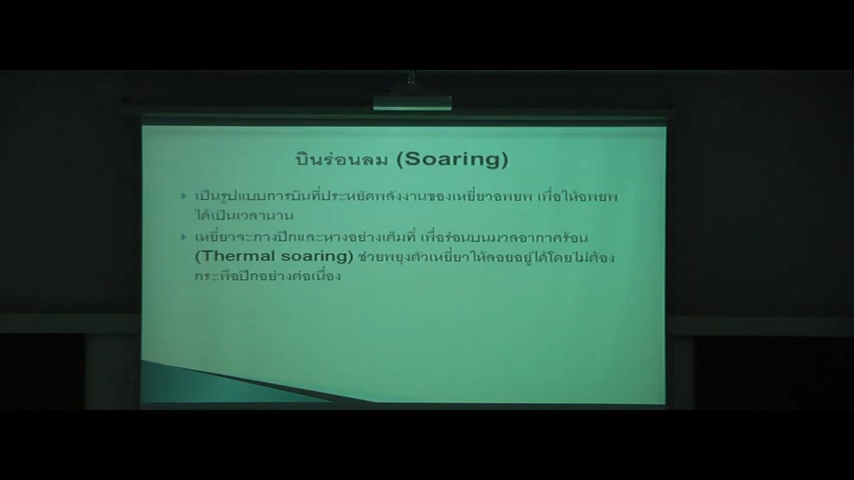 บินร่อนลม (Soaring)
เป็นรูปแบบการบินที่ประหยัดพลังงานของเหยี่ยวอพยพ เพื่อให้อพยพ
ได้เป็นเวลานาน
เหยี่ยวจะกางปีกและหางอย่างเต็มที่ เพื่อร่อนบนมวลอากาศร้อน
(Thermal soaring) ช่วยพยุงตัวเหยี่ยวให้ลอยอยู่ได้โดยไม่ต้อง
กระพือปีกอย่างต่อเนื่อง